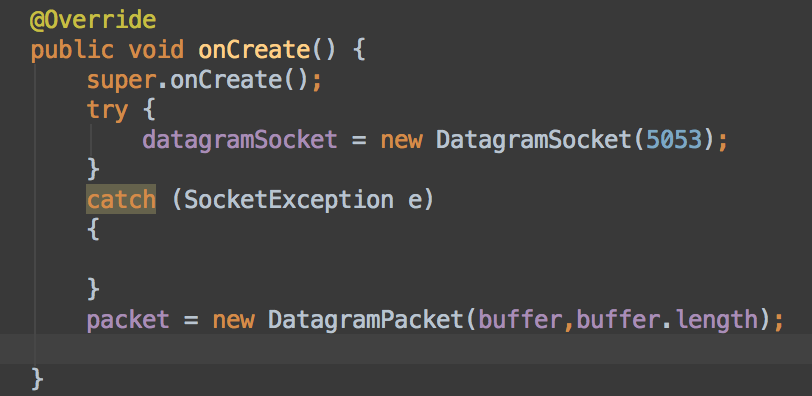 @Override
public void onCreate() {
    super.onCreate();
    try {
        datagramSocket = new DatagramSocket(5053);
    }
    catch (SocketException e)
    {

    }
    packet = new DatagramPacket(buffer,buffer.length);

}